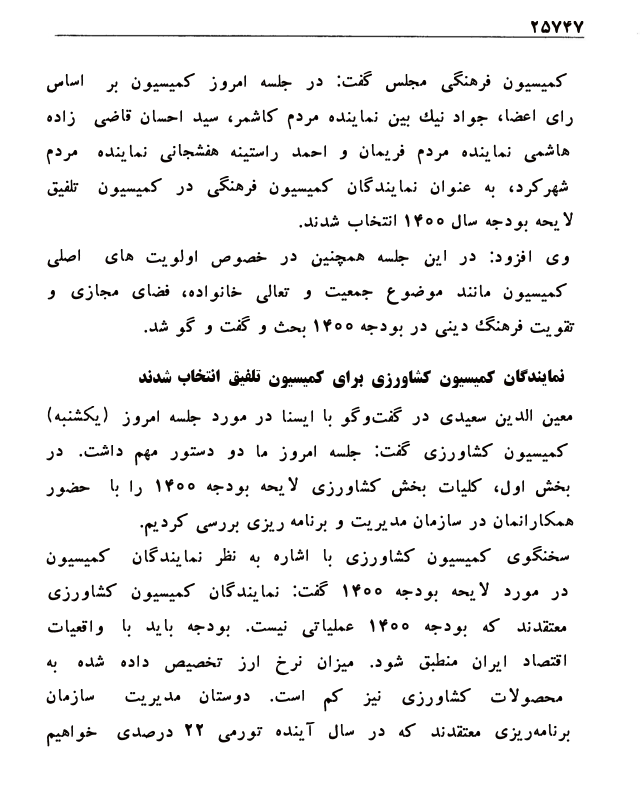 ۲۵۷۴۷
کمیسیون فرهنگی مجلس گفت: در جلسه امروز کمیسیون بر اساس
رای اعضا، جواد نیك بین نماینده مردم کاشمر، سید احسان قاضی زاده
هاشمی نماینده مردم فریمان و احمد راستینه هفشجانی نماینده مردم
شهرکرد، به عنوان نمایندگان کمیسیون فرهنگی در کمیسیون تلفیق
لایحه بودجه سال ۱۴۰۰ انتخاب شدند.
وی افزود: در این جلسه همچنین در خصوص اولویت های اصلی
کمیسیون مانند موضوع جمعیت و تعالی خانواده، فضای مجازی و
تقویت فرهنگ دینی در بودجه ۱۴۰۰ بحث و گفت و گو شد.
نمایندگان کمیسیون کشاورزی برای کمیسیون تلفیق انتخاب شدند
معین الدین سعیدی در گفت‌وگو با ایسنا در مورد جلسه امروز (یکشنبه)
کمیسیون کشاورزی گفت: جلسه امروز ما دو دستور مهم داشت. در
بخش اول، کلیات بخش کشاورزی لایحه بودجه ۱۴۰۰ را با حضور
همکارانمان در سازمان مدیریت و برنامه ریزی بررسی کردیم.
سخنگوی کمیسیون کشاورزی با اشاره به نظر نمایندگان کمیسیون
در مورد لایحه بودجه ۱۴۰۰ گفت: نمایندگان کمیسیون کشاورزی
معتقدند که بودجه ۱۴۰۰ عملیاتی نیست. بودجه باید با واقعیات
اقتصاد ایران منطبق شود. میزان نرخ ارز تخصیص داده شده به
محصولات کشاورزی نیز کم است. دوستان مدیریت سازمان
برنامه‌ریزی معتقدند که در سال آینده تورمی ۲۲ درصدی خواهیم